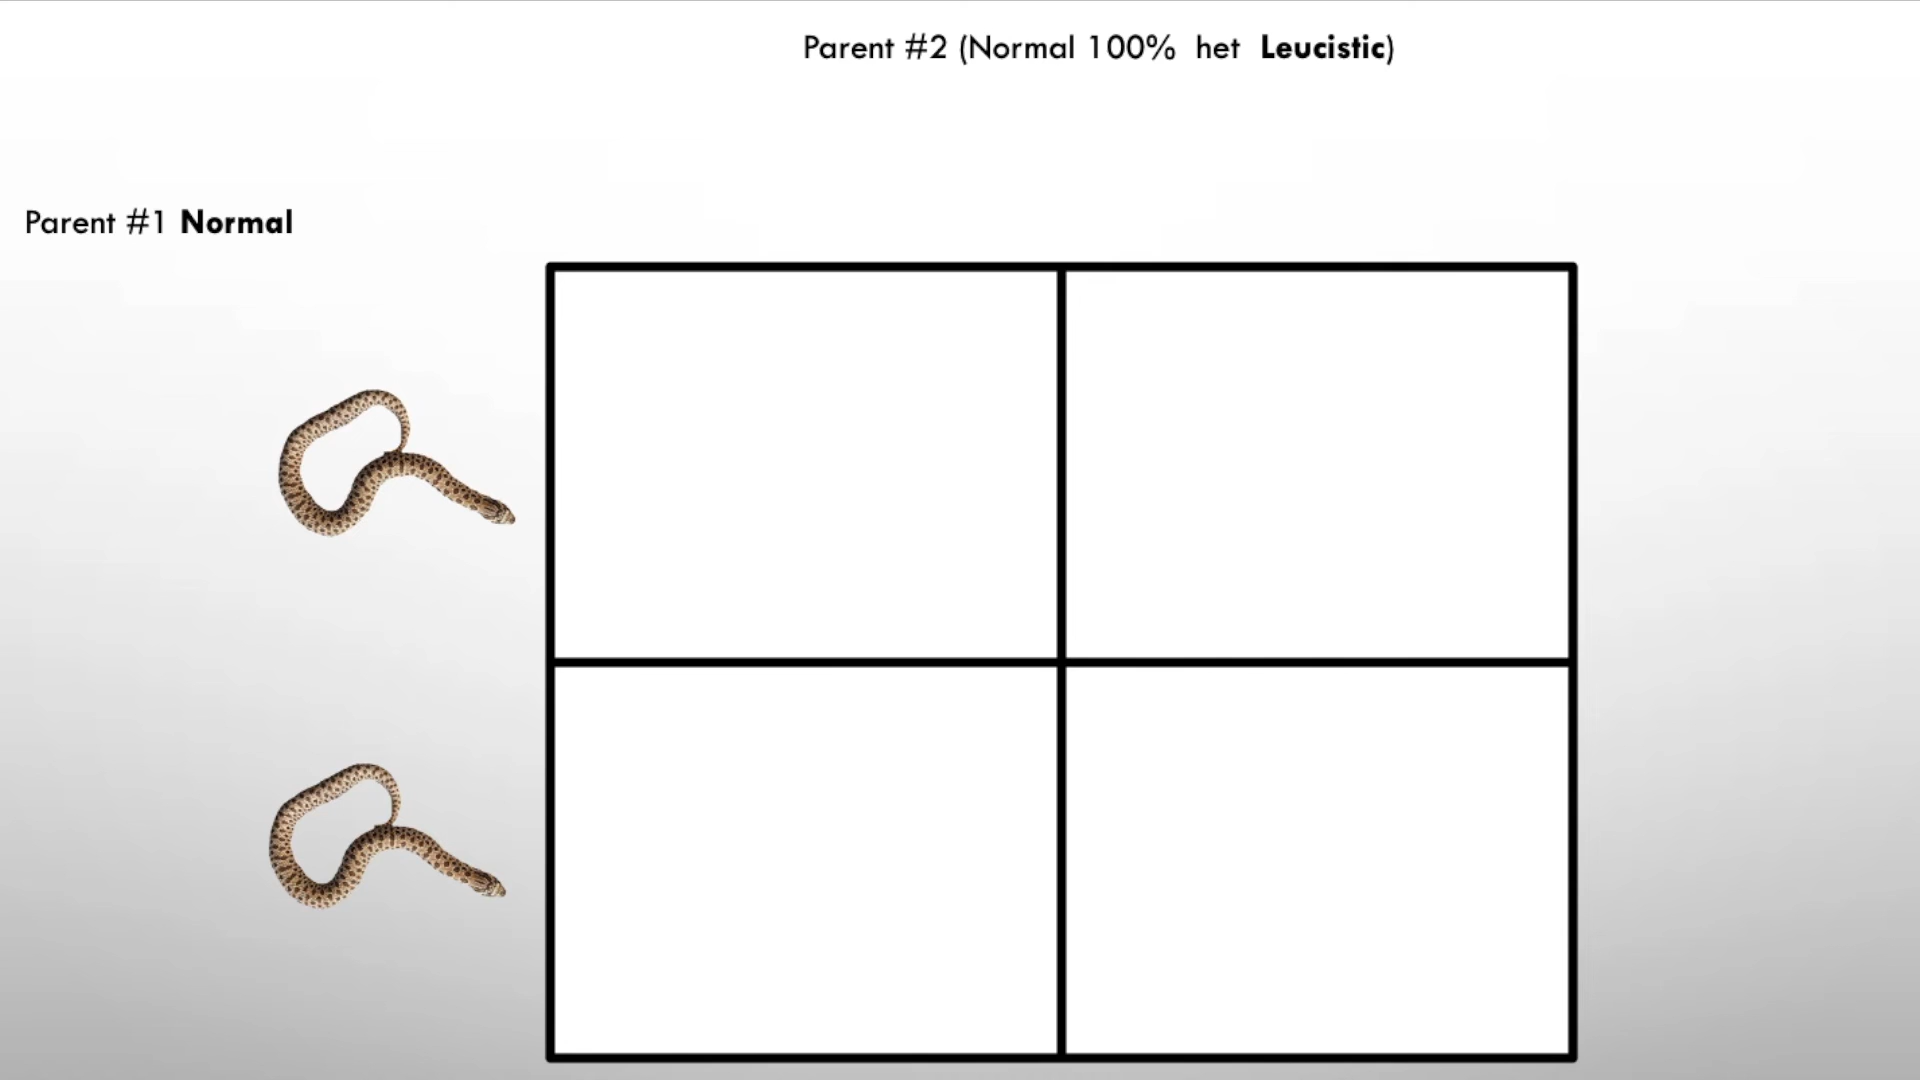 Parent #2 (Normal 100% het Leucistic)
Parent #1 Normal